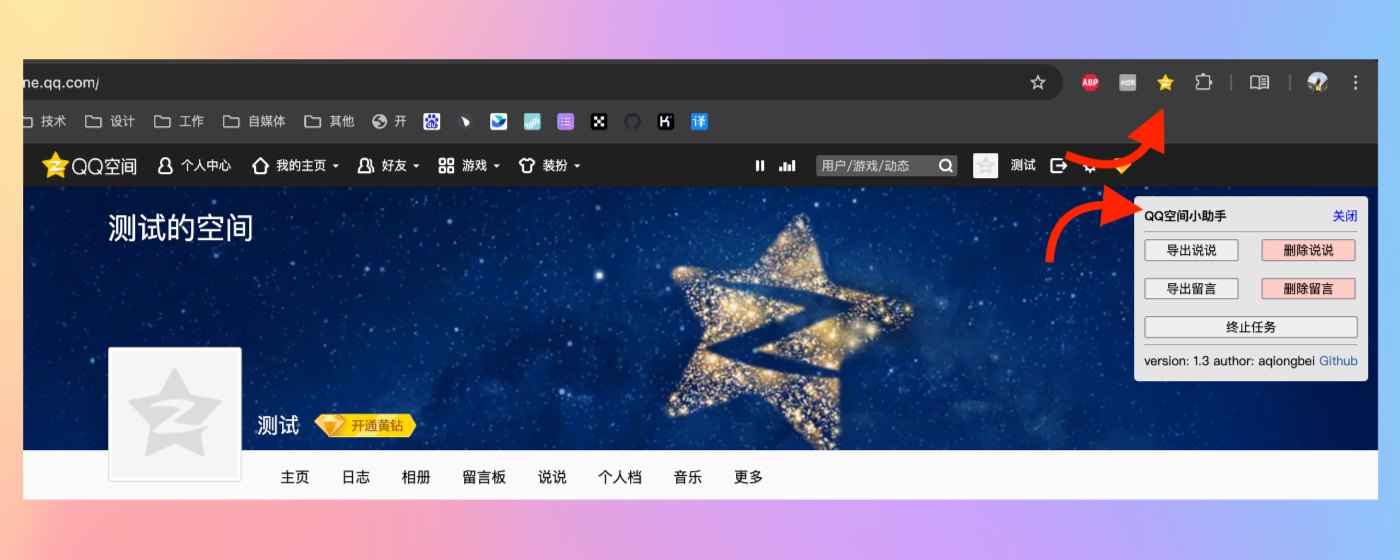 ne.qq.com/
ABP
技术 设计 工作 自媒体 其他 开 译
QQ空间 个人中心 我的主页 好友 游戏 装扮 用户/游戏/动态 测试
测试的空间
QQ空间小助手 关闭
导出说说 删除说说
导出留言 删除留言
终止任务
version: 1.3 author: aqiongbei Github
测试 开通黄钻
主页 日志 相册 留言板 说说 个人档 音乐 更多